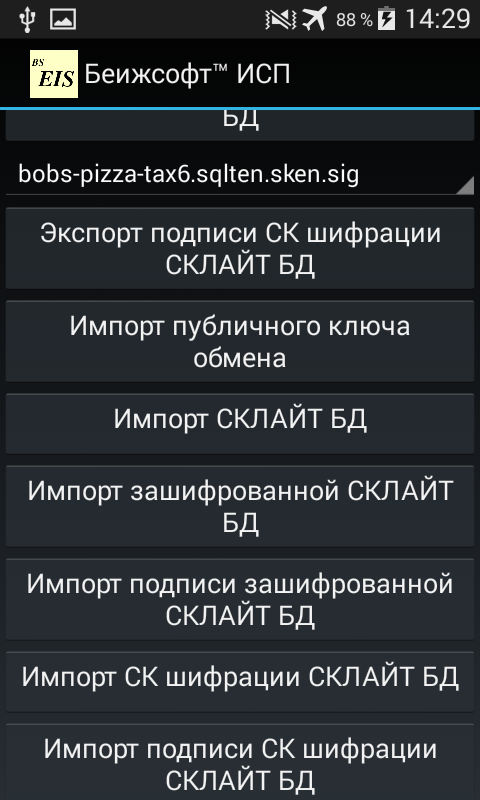 88 % 14:29
BS
EIS
Беижсофт™ ИСП
БД
bobs-pizza-tax6.sqlten.sken.sig
Экспорт подписи СК шифрации
СКЛАЙТ БД
Импорт публичного ключа
обмена
Импорт СКЛАЙТ БД
Импорт зашифрованной СКЛАЙТ
БД
Импорт подписи зашифрованной
СКЛАЙТ БД
Импорт СК шифрации СКЛАЙТ БД
Импорт подписи СК шифрации
СКЛАЙТ БД